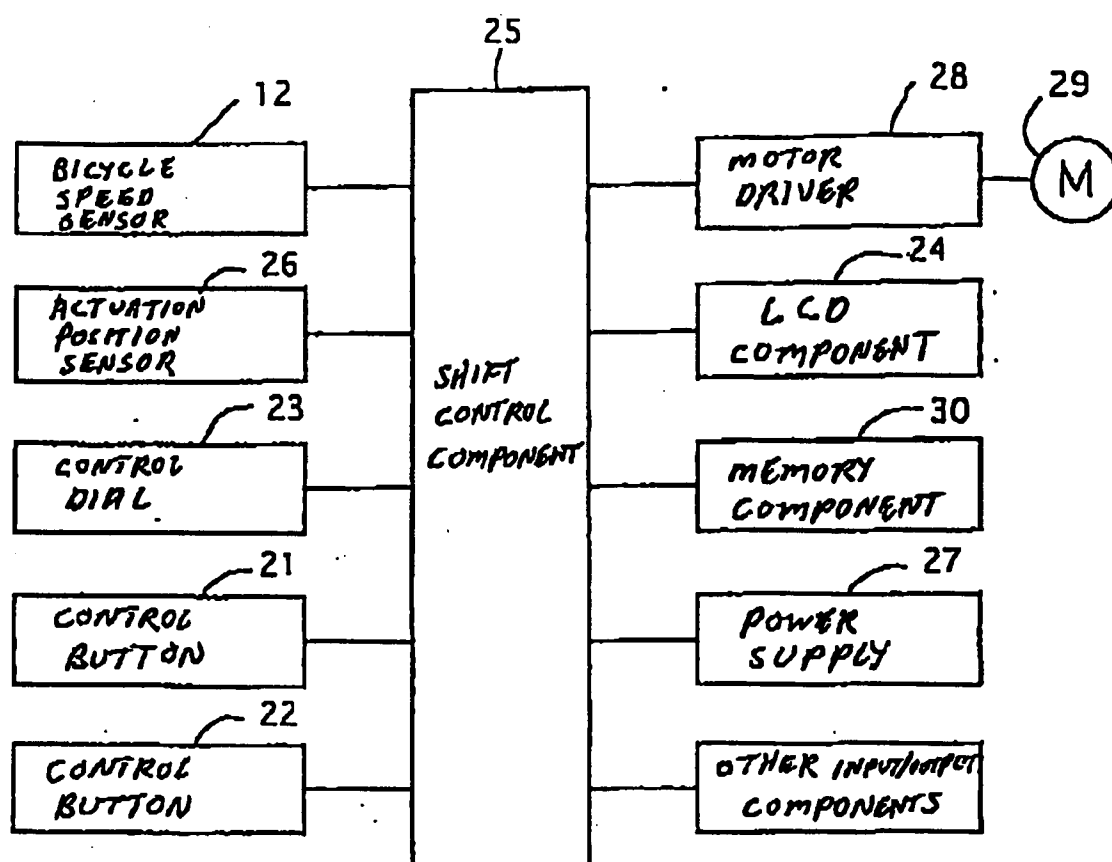 25
12
BICYCLE
SPEED
SENSOR
26
ACTUATION
POSITION
SENSOR
23
CONTROL
DIAL
21
CONTROL
BUTTON
22
CONTROL
BUTTON
SHIFT
CONTROL
COMPONENT
28
MOTOR
DRIVER
29
M
24
LCD
COMPONENT
30
MEMORY
COMPONENT
27
POWER
SUPPLY
OTHER INPUT/OUTPUT
COMPONENTS